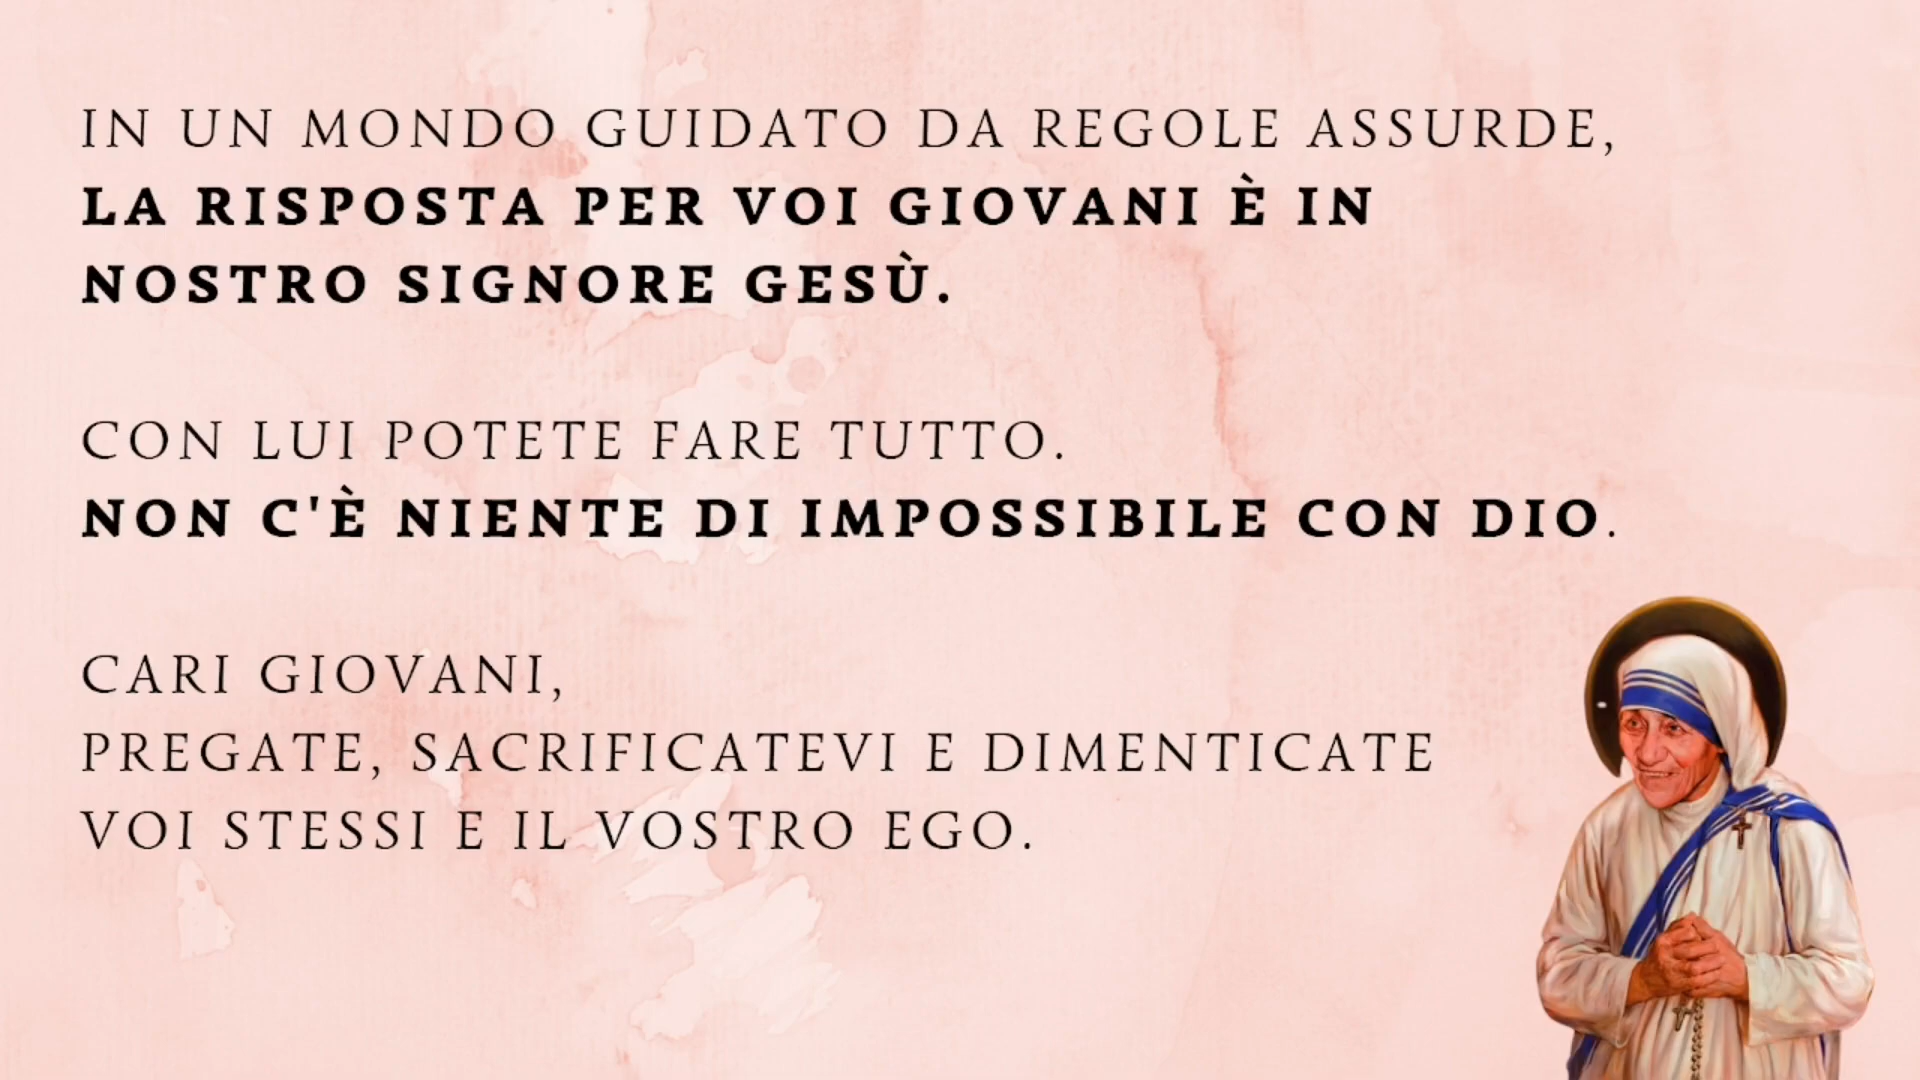 IN UN MONDO GUIDATO DA REGOLE ASSURDE,
LA RISPOSTA PER VOI GIOVANI È IN
NOSTRO SIGNORE GESÙ.
CON LUI POTETE FARE TUTTO.
NON C'È NIENTE DI IMPOSSIBILE CON DIO.
CARI GIOVANI,
PREGATE, SACRIFICATEVI E DIMENTICATE
VOI STESSI E IL VOSTRO EGO.